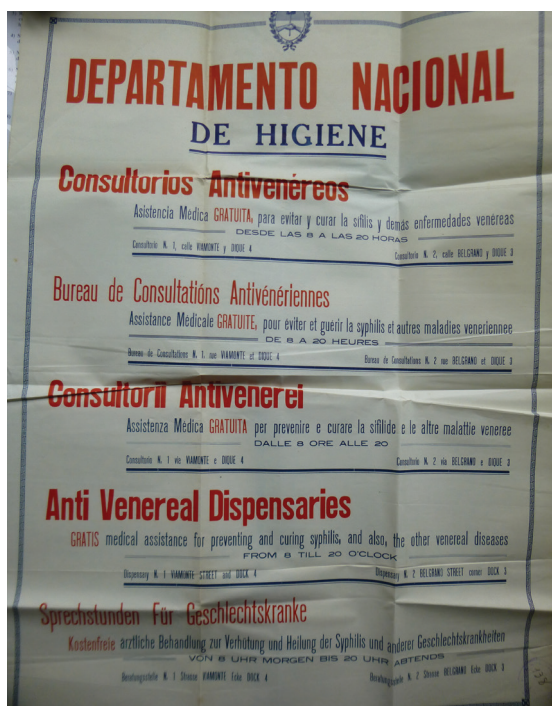 DEPARTAMENTO NACIONAL
DE HIGIENE
Consultorios Antivenéreos
Asistencia Médica GRATUITA, para evitar y curar la sífilis y demás enfermedades venereas
DESDE LAS 8 A LAS 20 HORAS
Consultorio N. 1, calle VIAMONTE y DIQUE 4 Consultorio N. 2, calle BELGRANO y DIQUE 3
Bureau de Consultatións Antivénériennes
Assistance Médicale GRATUITE, pour éviter et guérir la syphilis et autres maladies veneriennee
DE 8 A 20 HEURES
Bureau de Consultations N. 1. rue VIAMONTE et DIQUE 4 Bureau de Consultations N. 2 rue BELGRANO et DIQUE 3
Consultorii Antivenerei
Assistenza Médica GRATUITA per prevenire e curare la sifilide e le altre malattie veneree
DALLE 8 ORE ALLE 20
Consultorio N. 1 via VIAMONTE e DIQUE 4 Consultorio N. 2 via BELGRANO e DIQUE 3
Anti Venereal Dispensaries
GRATIS medical assistance for preventing and curing syphilis, and also, the other venereal diseases
FROM 8 TILL 20 O'CLOCK
Dispensary N. 1 VIAMONTE STREET and DOCK 4 Dispensary N. 2 BELGRANO STREET corner DOCK 3
Sprechstunden Für Geschlechtskranke
Kostenfreie arztliche Behandlung zur Verhütung und Heilung der Syphilis und anderer Geschlechtskrankheiten
VON 8 UHR MORGEN BIS 20 UHR ABTENDS
Beratungsstelle N. 1 Strasse VIAMONTE Ecke DOCK 4 Beratungsstelle N. 2 Strasse BELGRANO Ecke DOCK 3